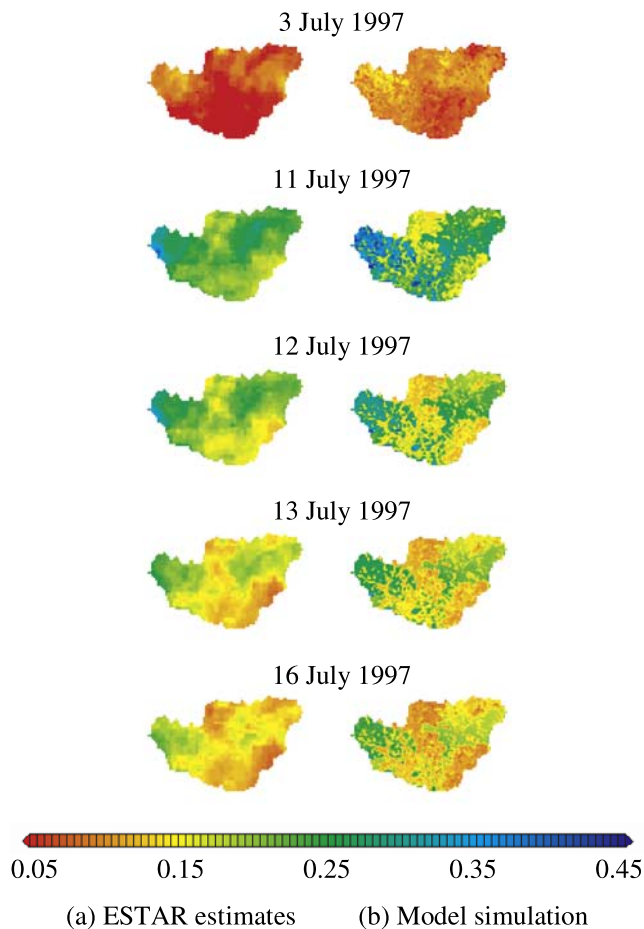 3 July 1997
11 July 1997
12 July 1997
13 July 1997
16 July 1997
0.05 0.15 0.25 0.35 0.45
(a) ESTAR estimates (b) Model simulation